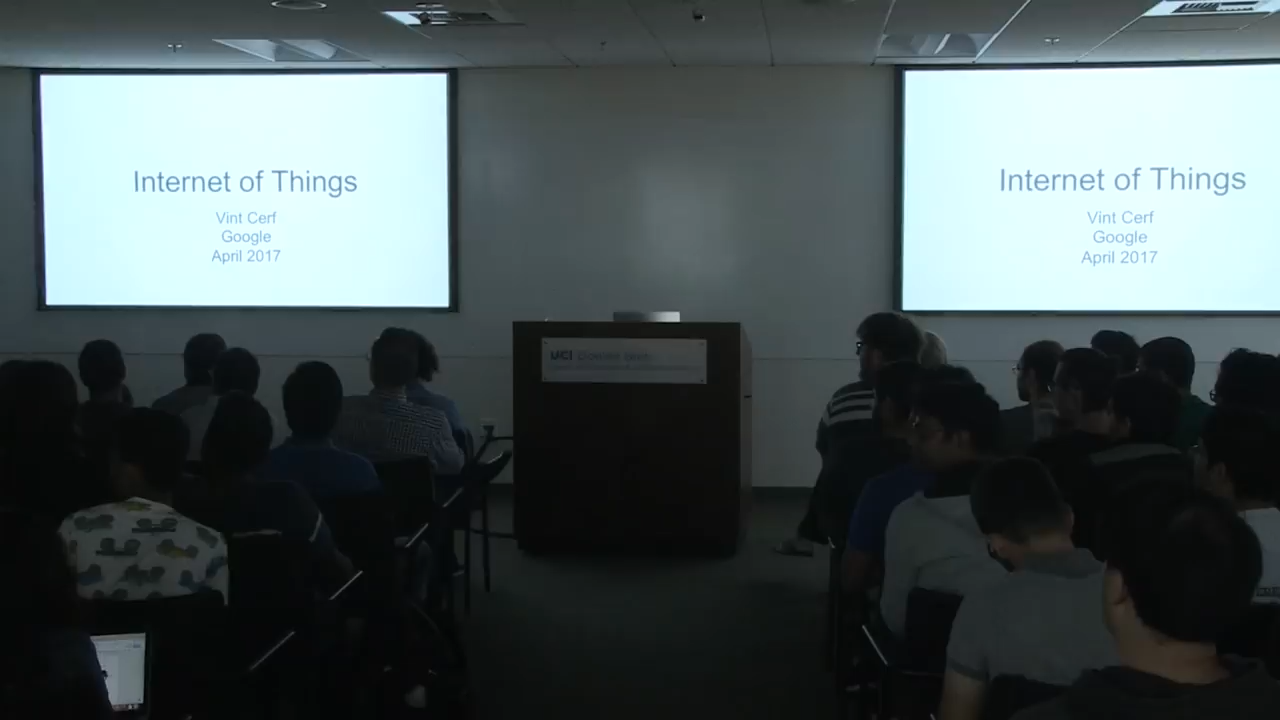 Internet of Things
Vint Cerf
Google
April 2017
Internet of Things
Vint Cerf
Google
April 2017
UCI